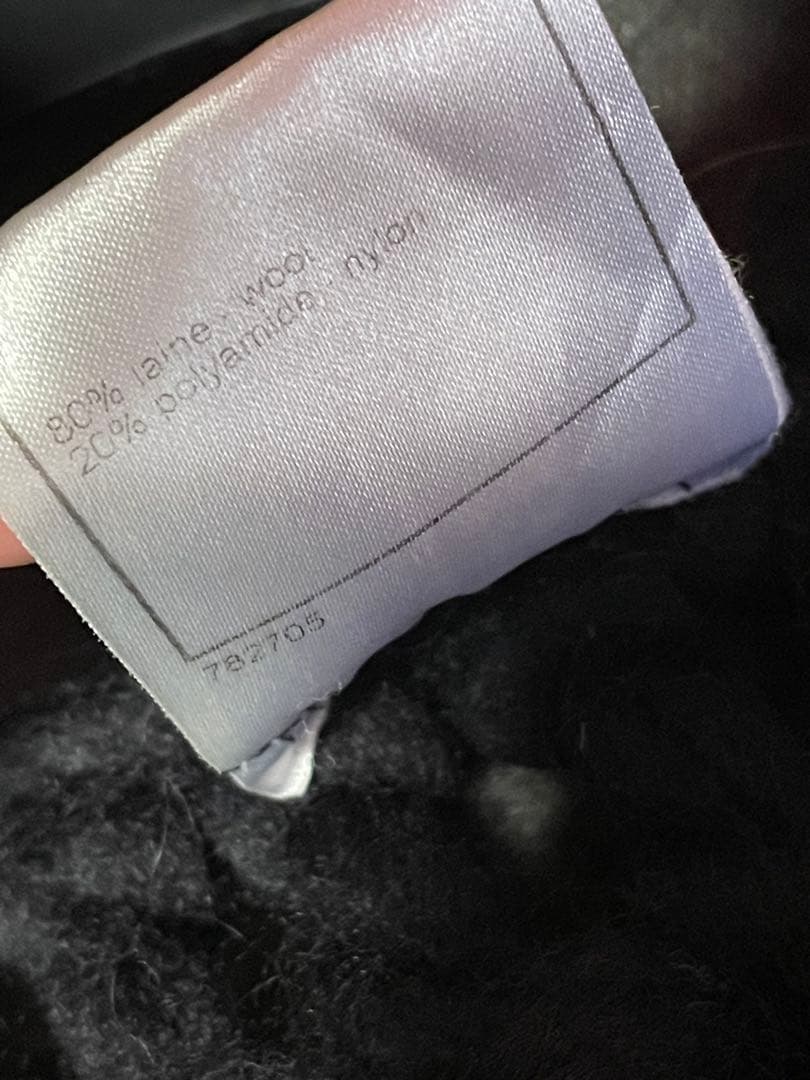 80% laine - wool
20% polyamide - nylon
782705